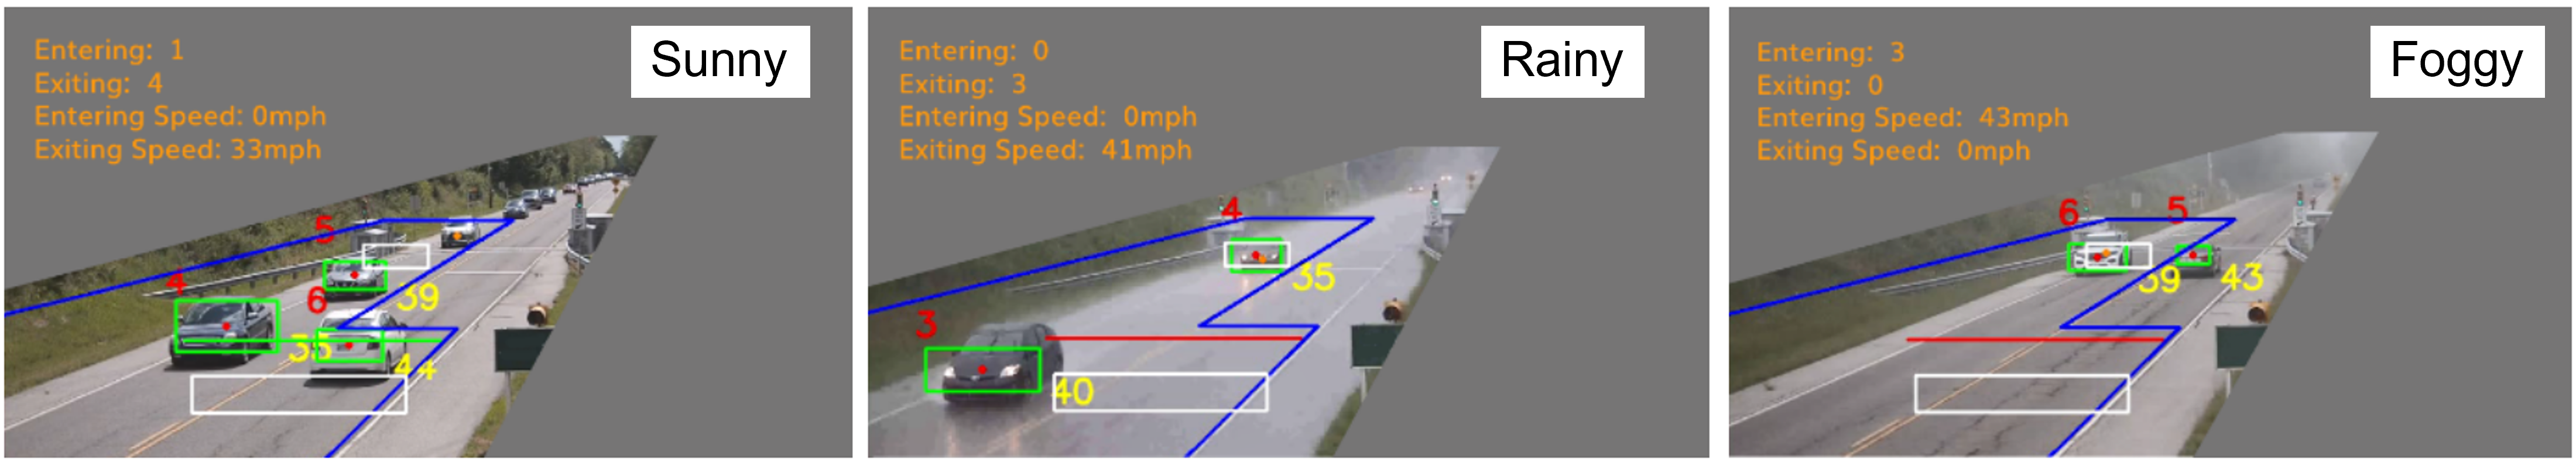 Sunny
Entering: 1
Exiting: 4
Entering Speed: 0mph
Exiting Speed: 33mph
5
4
6
39
35
44
Rainy
Entering: 0
Exiting: 3
Entering Speed: 0mph
Exiting Speed: 41mph
4
35
3
40
Foggy
Entering: 3
Exiting: 0
Entering Speed: 43mph
Exiting Speed: 0mph
6 5
39 43